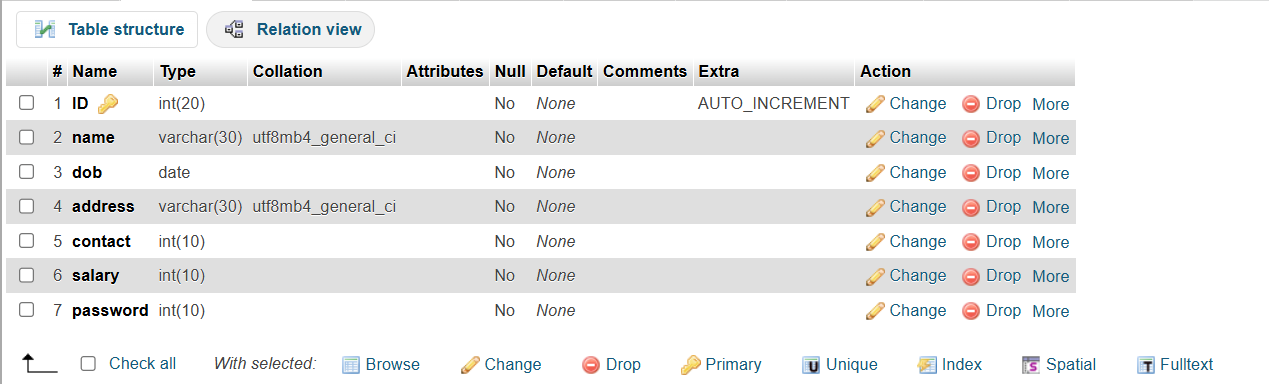 Table structure Relation view
# Name Type Collation Attributes Null Default Comments Extra Action
1 ID int(20) No None AUTO_INCREMENT Change Drop More
2 name varchar(30) utf8mb4_general_ci No None Change Drop More
3 dob date No None Change Drop More
4 address varchar(30) utf8mb4_general_ci No None Change Drop More
5 contact int(10) No None Change Drop More
6 salary int(10) No None Change Drop More
7 password int(10) No None Change Drop More
Check all With selected: Browse Change Drop Primary U Unique Index S Spatial T Fulltext